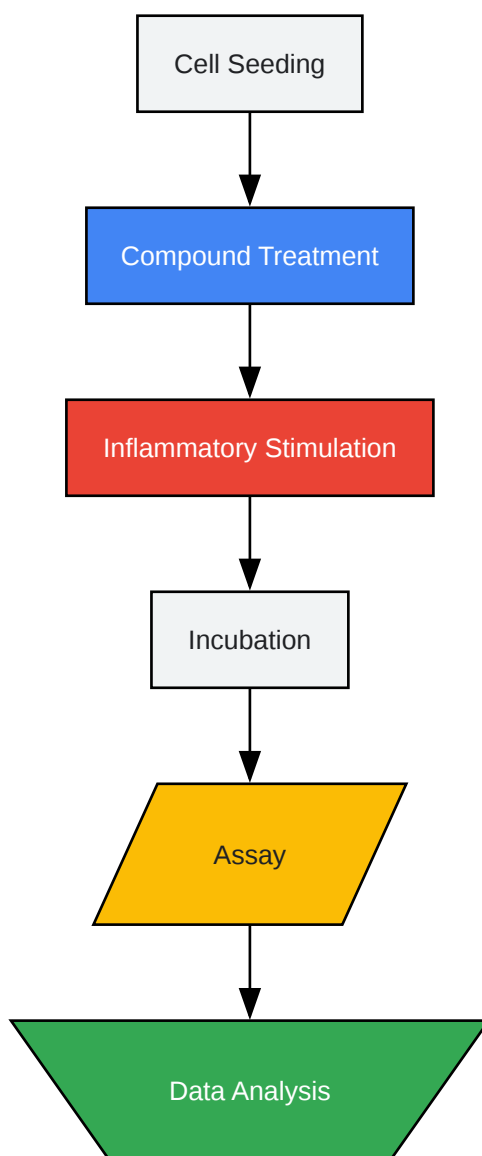 Cell Seeding
Compound Treatment
Inflammatory Stimulation
Incubation
Assay
Data Analysis